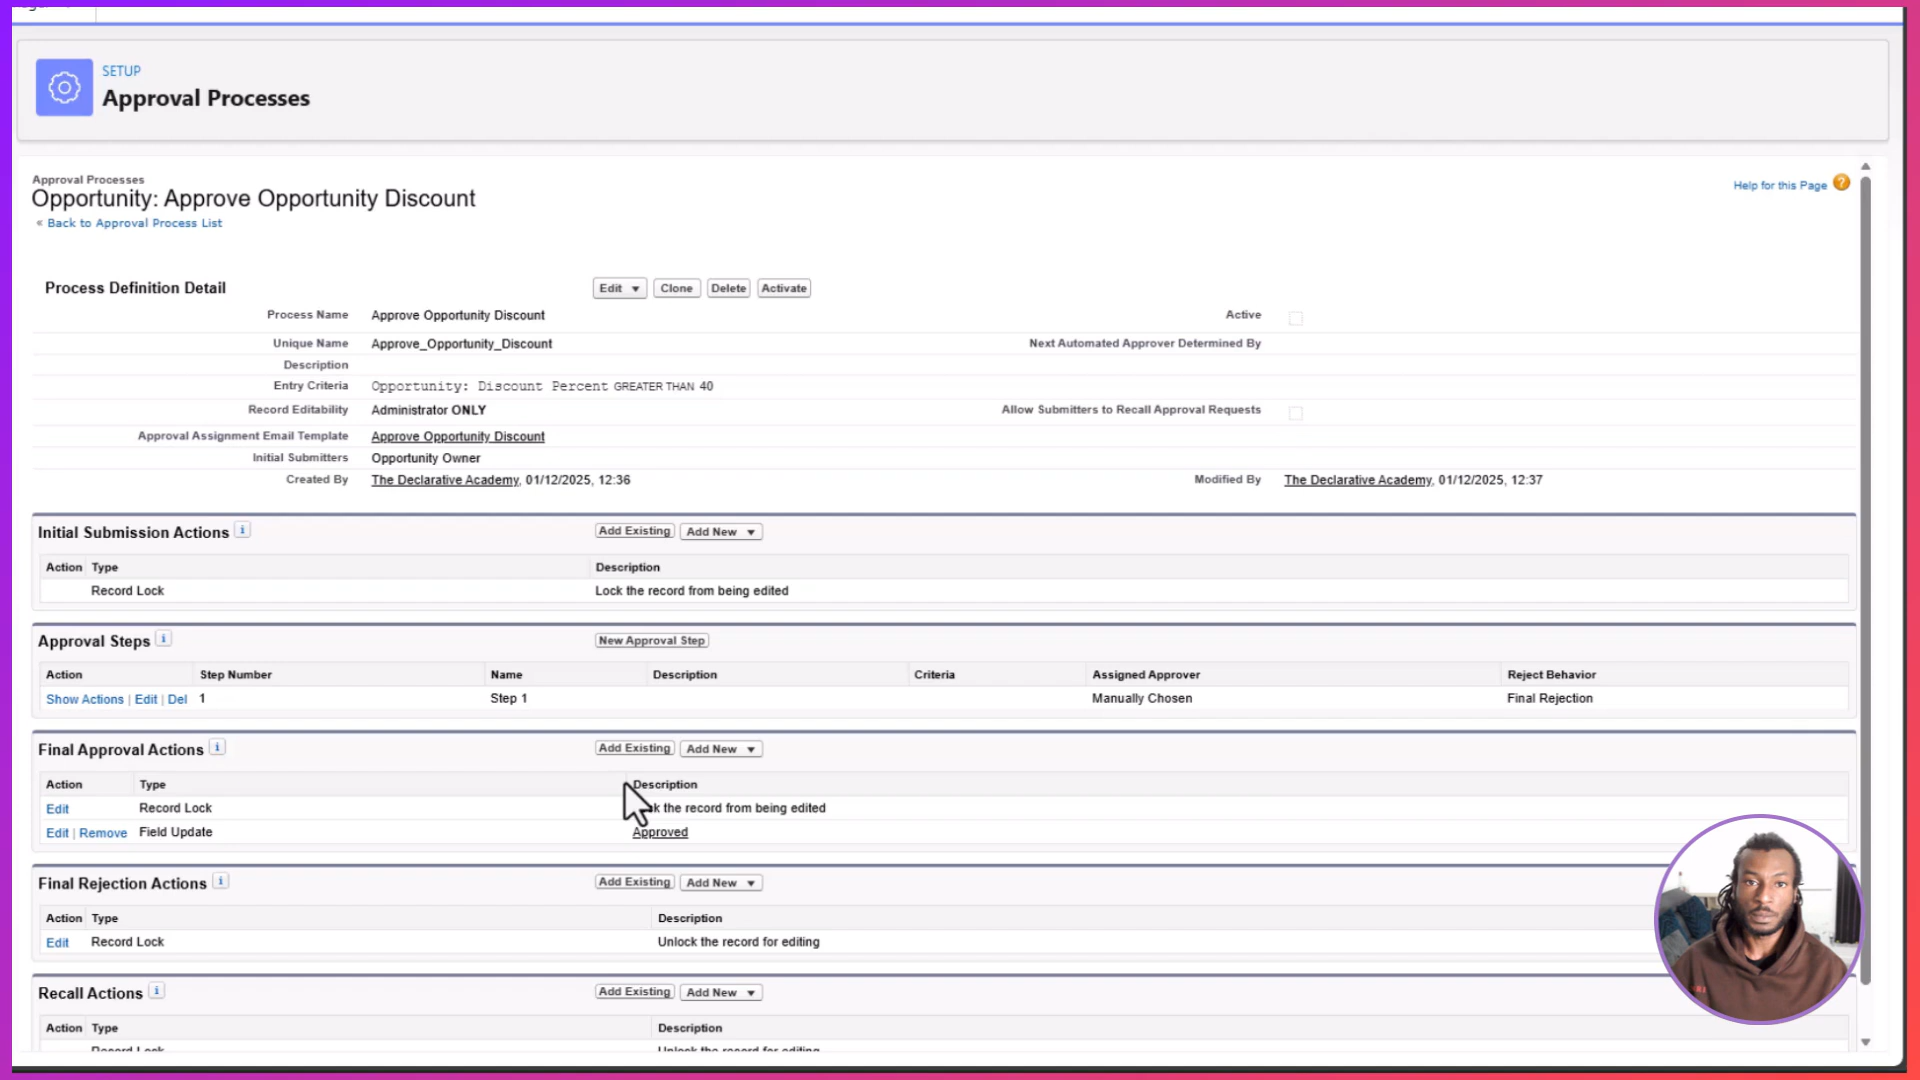 SETUP
Approval Processes
Approval Processes
Opportunity: Approve Opportunity Discount
« Back to Approval Process List
Help for this Page ?
Process Definition Detail
Edit ▼ Clone Delete Activate
Process Name Approve Opportunity Discount Active
Unique Name Approve_Opportunity_Discount Next Automated Approver Determined By
Description
Entry Criteria Opportunity: Discount Percent GREATER THAN 40
Record Editability Administrator ONLY Allow Submitters to Recall Approval Requests
Approval Assignment Email Template Approve Opportunity Discount
Initial Submitters Opportunity Owner
Created By The Declarative Academy, 01/12/2025, 12:36 Modified By The Declarative Academy, 01/12/2025, 12:37
Initial Submission Actions i Add Existing Add New ▼
Action Type Description
Record Lock Lock the record from being edited
Approval Steps i New Approval Step
Action Step Number Name Description Criteria Assigned Approver Reject Behavior
Show Actions | Edit | Del 1 Step 1 Manually Chosen Final Rejection
Final Approval Actions i Add Existing Add New ▼
Action Type Description
Edit Record Lock k the record from being edited
Edit | Remove Field Update Approved
Final Rejection Actions i Add Existing Add New ▼
Action Type Description
Edit Record Lock Unlock the record for editing
Recall Actions i Add Existing Add New ▼
Action Type Description
Record Lock Unlock the record for editing